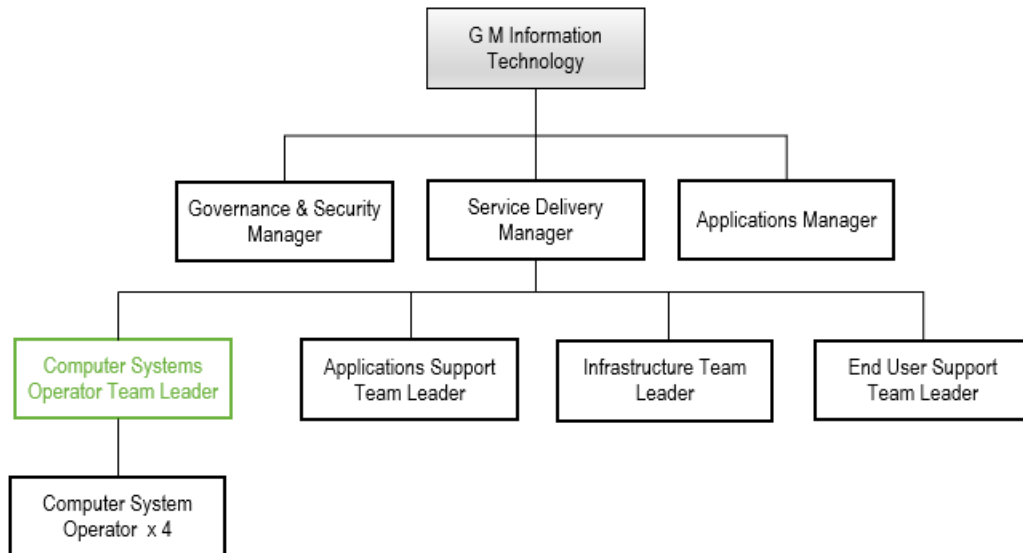 G M Information
Technology
Governance & Security
Manager
Service Delivery
Manager
Applications Manager
Computer Systems
Operator Team Leader
Applications Support
Team Leader
Infrastructure Team
Leader
End User Support
Team Leader
Computer System
Operator x 4